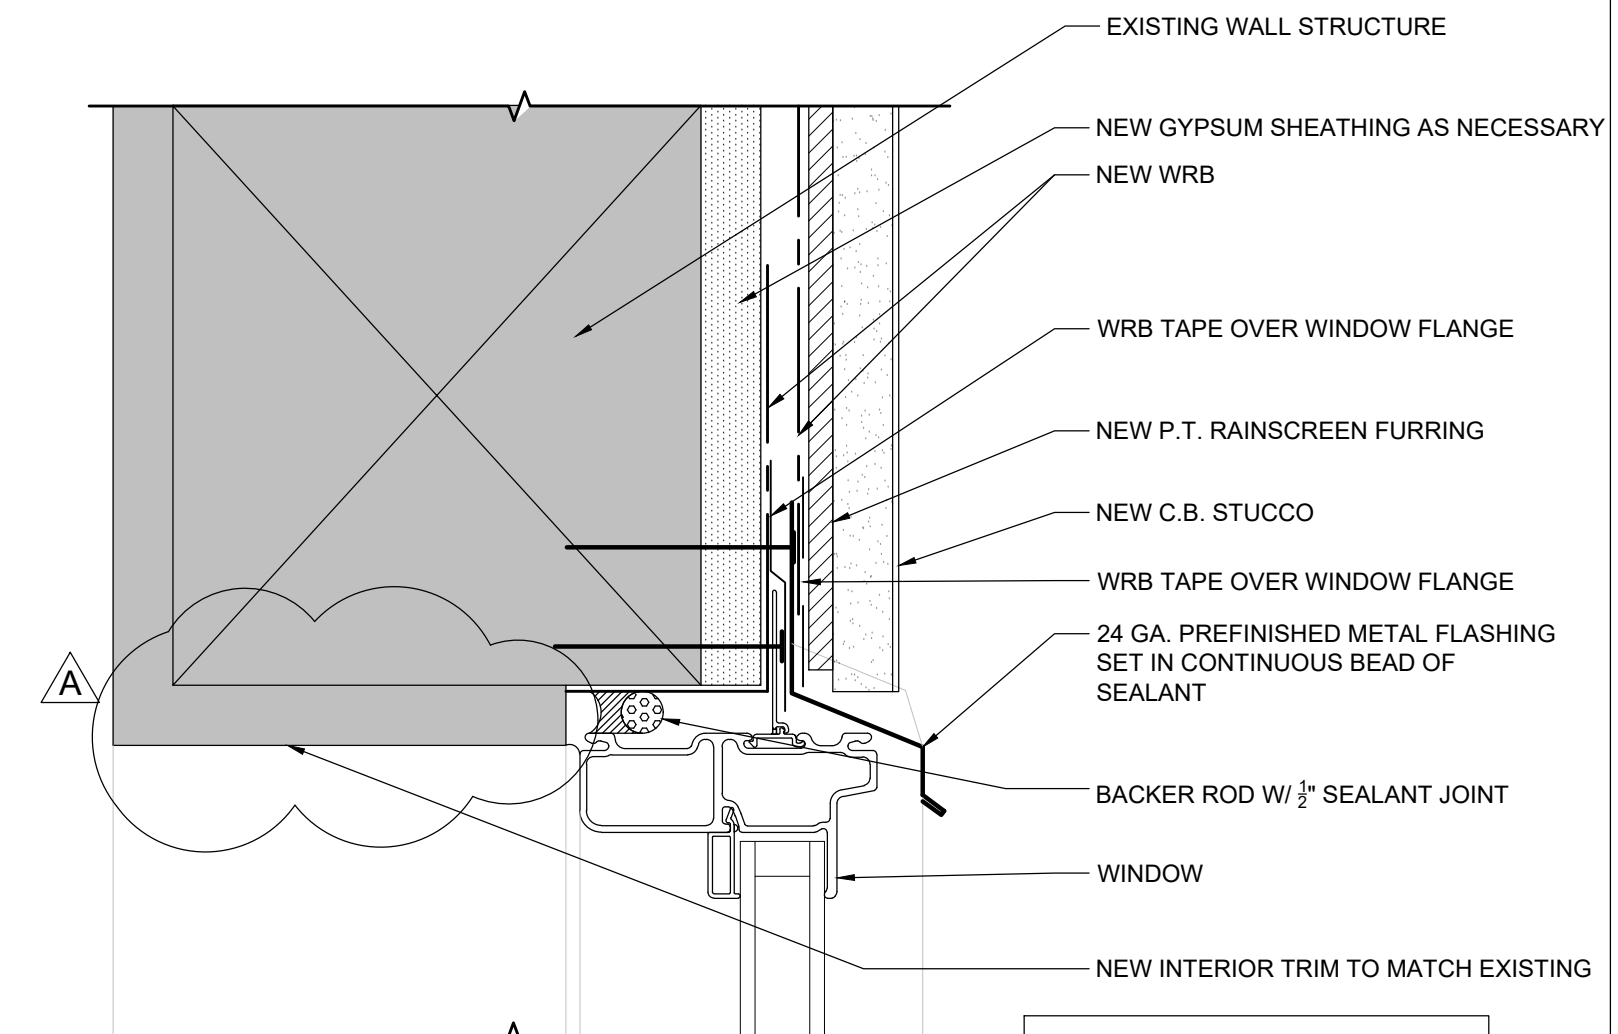 EXISTING WALL STRUCTURE
NEW GYPSUM SHEATHING AS NECESSARY
NEW WRB
WRB TAPE OVER WINDOW FLANGE
NEW P.T. RAINSCREEN FURRING
NEW C.B. STUCCO
WRB TAPE OVER WINDOW FLANGE
24 GA. PREFINISHED METAL FLASHING
SET IN CONTINUOUS BEAD OF
SEALANT
A
BACKER ROD W/ 1/2" SEALANT JOINT
WINDOW
NEW INTERIOR TRIM TO MATCH EXISTING